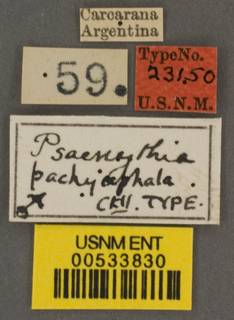 Carcarana
Argentina
59.
Type No.
23150
U.S.N.M.
Psaenythia
pachycephala
Ckll. TYPE.
USNM ENT
00533830